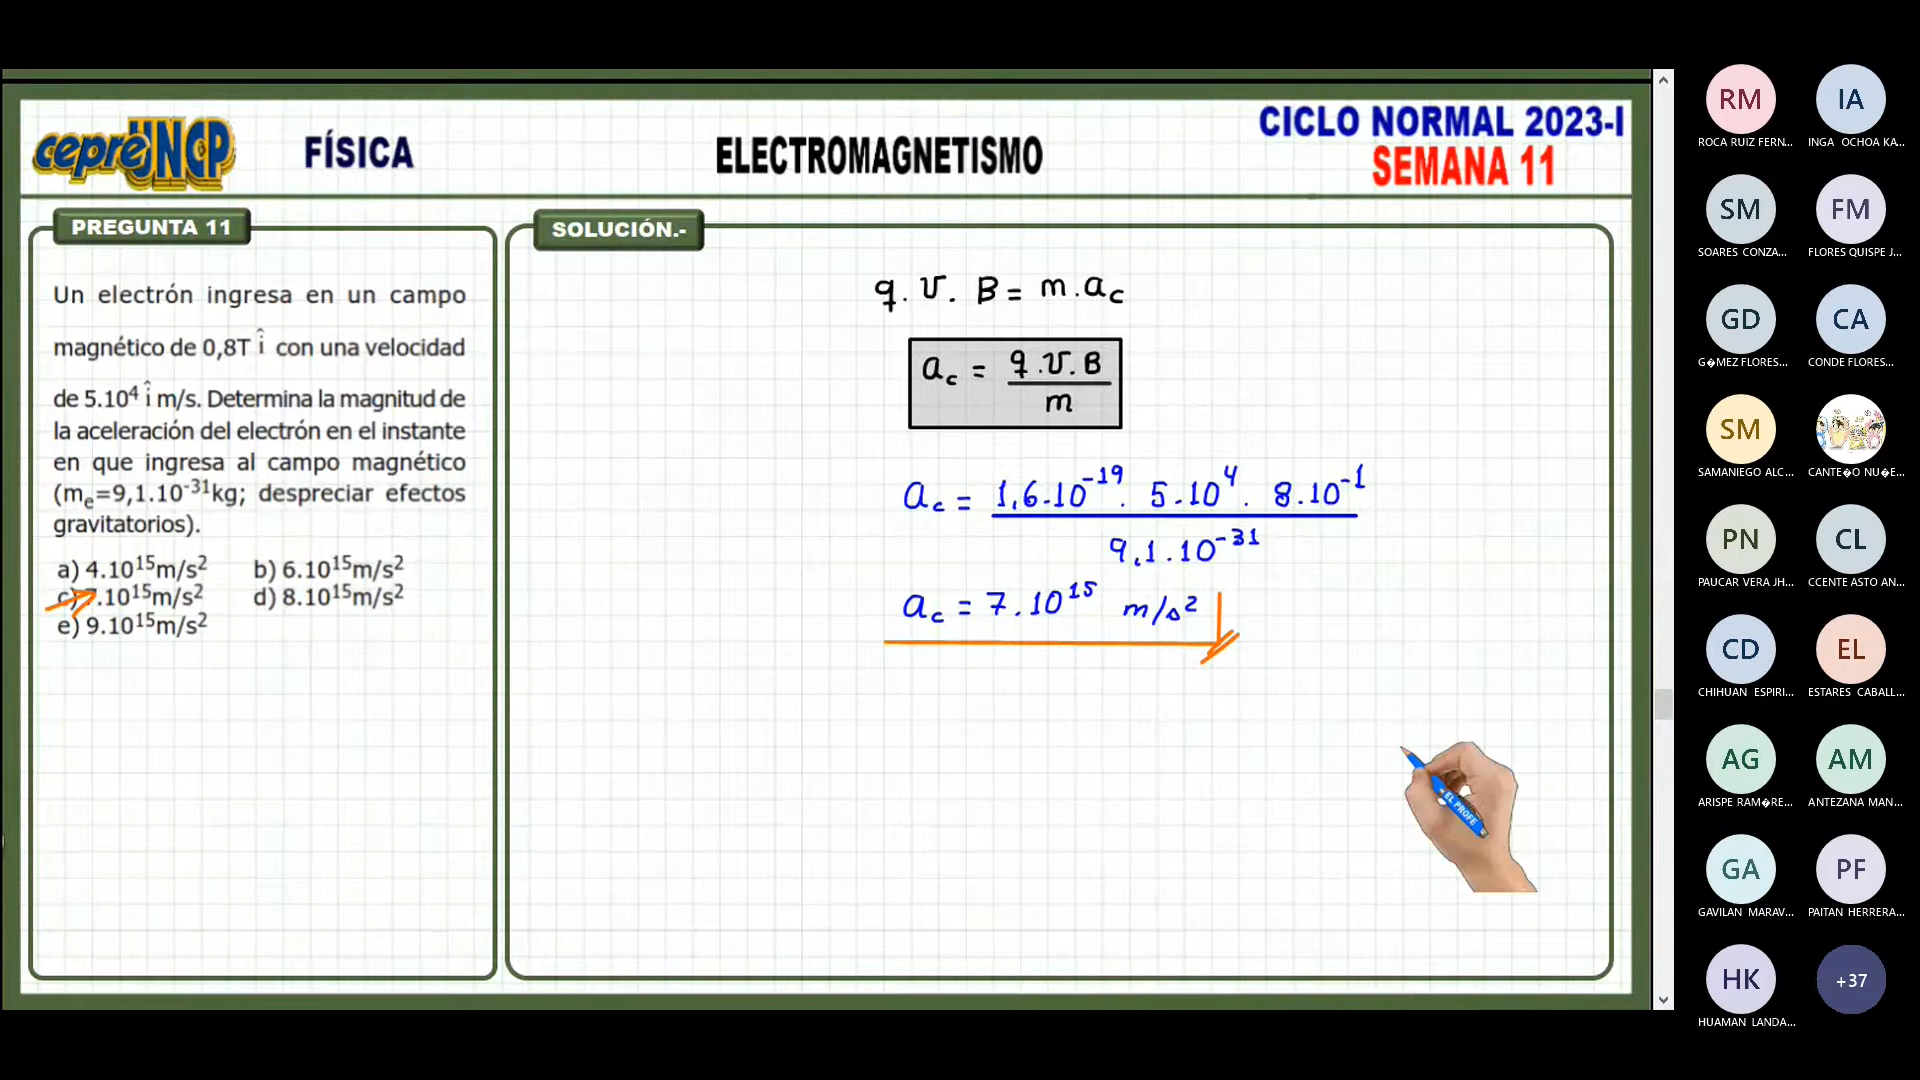 cepreUNCP
FÍSICA
ELECTROMAGNETISMO
CICLO NORMAL 2023-I
SEMANA 11
PREGUNTA 11
Un electrón ingresa en un campo
magnético de 0,8T î con una velocidad
de 5.10⁴ î m/s. Determina la magnitud de
la aceleración del electrón en el instante
en que ingresa al campo magnético
(mₑ=9,1.10⁻³¹kg; despreciar efectos
gravitatorios).
a) 4.10¹⁵m/s² b) 6.10¹⁵m/s²
c) 7.10¹⁵m/s² d) 8.10¹⁵m/s²
e) 9.10¹⁵m/s²
SOLUCIÓN.-
q.v.B = m.a_c
a_c = q.v.B
m
a_c = 1,6.10⁻¹⁹. 5.10⁴. 8.10⁻¹
9,1.10⁻³¹
a_c = 7.10¹⁵ m/s²
EL PROFE
RM
ROCA RUIZ FERN...
IA
INGA OCHOA KA...
SM
SOARES CONZA...
FM
FLORES QUISPE J...
GD
G�MEZ FLORES...
CA
CONDE FLORES...
SM
SAMANIEGO ALC...
CANTE�O NU�E...
PN
PAUCAR VERA JH...
CL
CCENTE ASTO AN...
CD
CHIHUAN ESPIRI...
EL
ESTARES CABALL...
AG
ARISPE RAM�RE...
AM
ANTEZANA MAN...
GA
GAVILAN MARAV...
PF
PAITAN HERRERA...
HK
HUAMAN LANDA...
+37